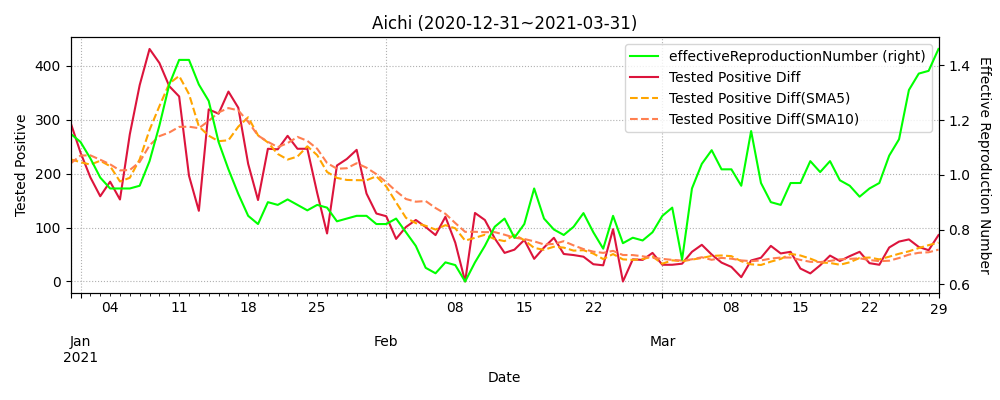 Aichi (2020-12-31~2021-03-31)
effectiveReproductionNumber (right)
Tested Positive Diff
Tested Positive Diff(SMA5)
Tested Positive Diff(SMA10)
Tested Positive
400
300
200
100
0
Effective Reproduction Number
1.4
1.2
1.0
0.8
0.6
04 11 18 25 08 15 22 08 15 22 29
Jan Feb Mar
2021
Date